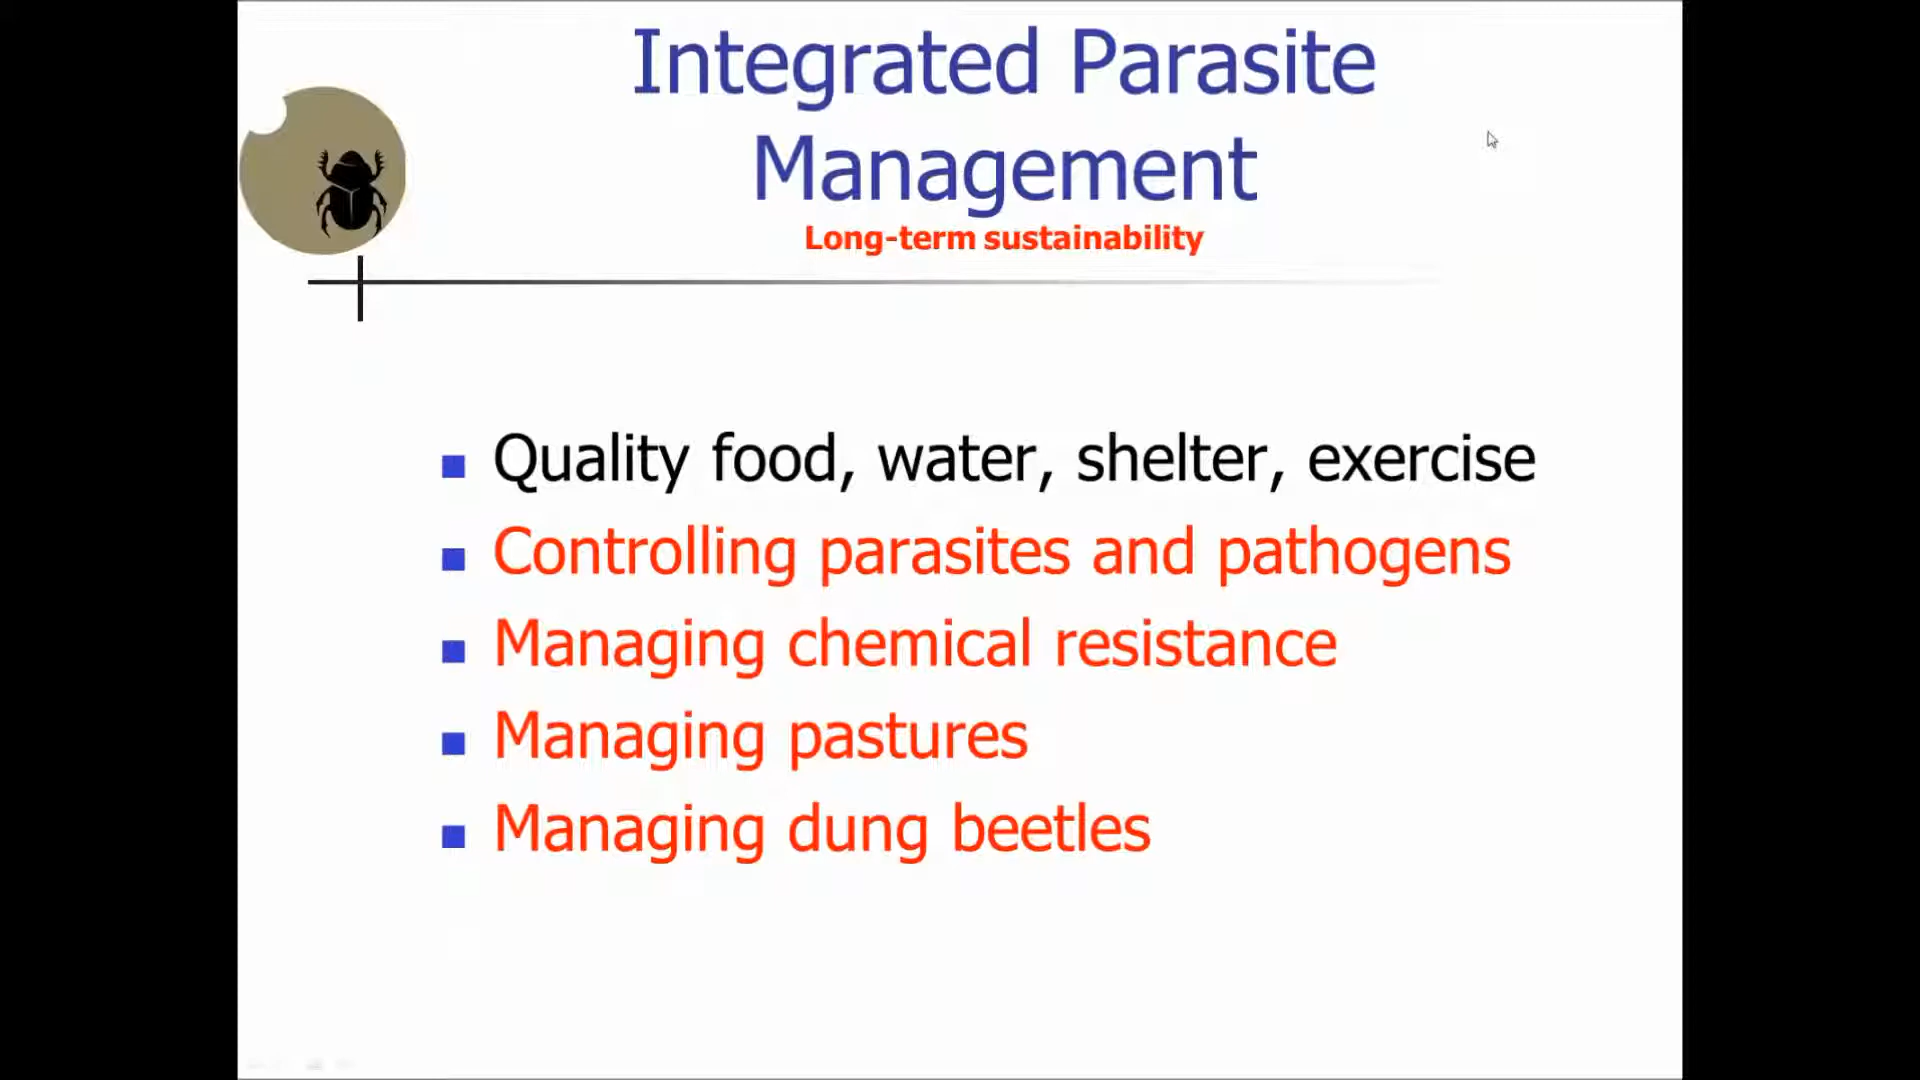 Integrated Parasite
Management
Long-term sustainability
Quality food, water, shelter, exercise
Controlling parasites and pathogens
Managing chemical resistance
Managing pastures
Managing dung beetles